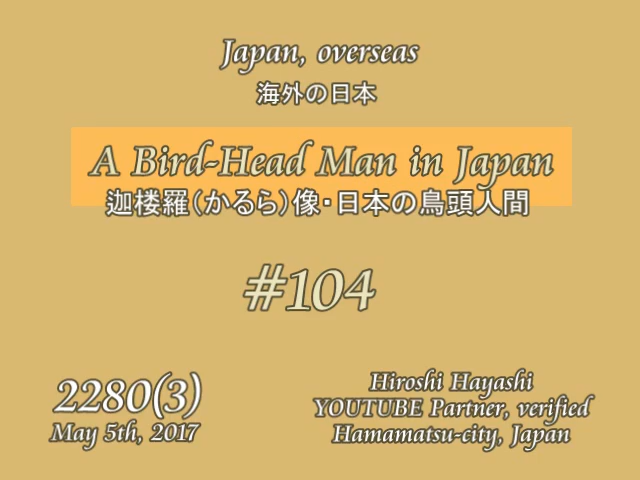 Japan, overseas
海外の日本
A Bird-Head Man in Japan
迦楼羅（かるら）像・日本の鳥頭人間
#104
2280(3)
May 5th, 2017
Hiroshi Hayashi
YOUTUBE Partner, verified
Hamamatsu-city, Japan